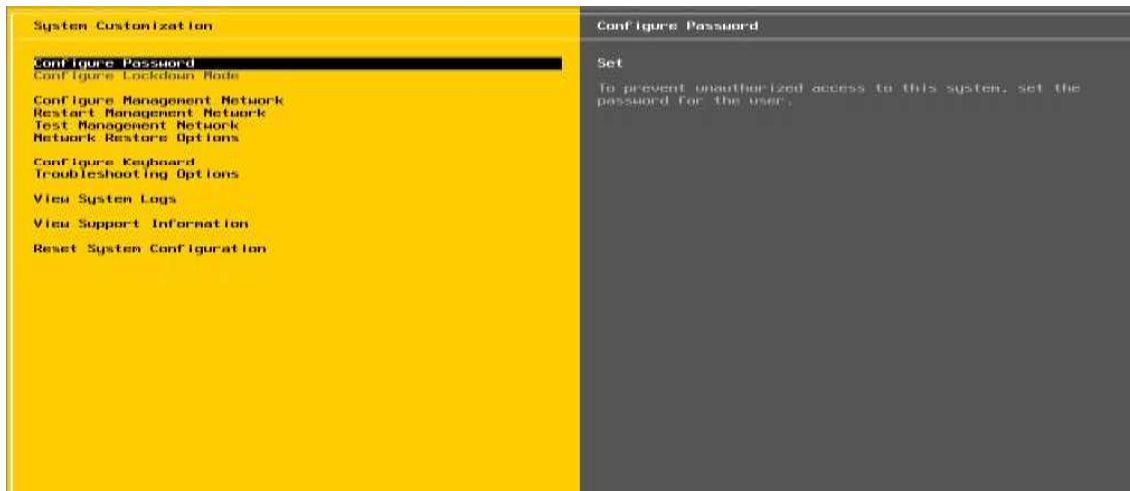 System Customization
Configure Password
Configure Lockdown Mode
Configure Management Network
Restart Management Network
Test Management Network
Network Restore Options
Configure Keyboard
Troubleshooting Options
View System Logs
View Support Information
Reset System Configuration
Configure Password
Set
To prevent unauthorized access to this system, set the
password for the user.